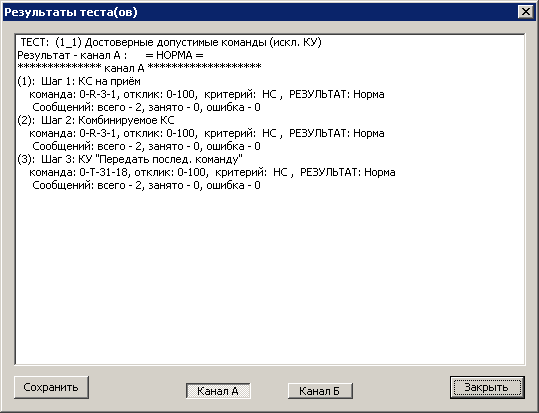 Результаты теста(ов)
ТЕСТ: (1_1) Достоверные допустимые команды (искл. КУ)
Результат - канал А : = НОРМА =
************** канал А *******************
(1): Шаг 1: КС на приём
команда: 0-R-3-1, отклик: 0-100, критерий: НС , РЕЗУЛЬТАТ: Норма
Сообщений: всего - 2, занято - 0, ошибка - 0
(2): Шаг 2: Комбинируемое КС
команда: 0-R-3-1, отклик: 0-100, критерий: НС , РЕЗУЛЬТАТ: Норма
Сообщений: всего - 2, занято - 0, ошибка - 0
(3): Шаг 3: КУ "Передать послед. команду"
команда: 0-T-31-18, отклик: 0-100, критерий: НС , РЕЗУЛЬТАТ: Норма
Сообщений: всего - 2, занято - 0, ошибка - 0
Сохранить Канал А Канал Б Закрыть